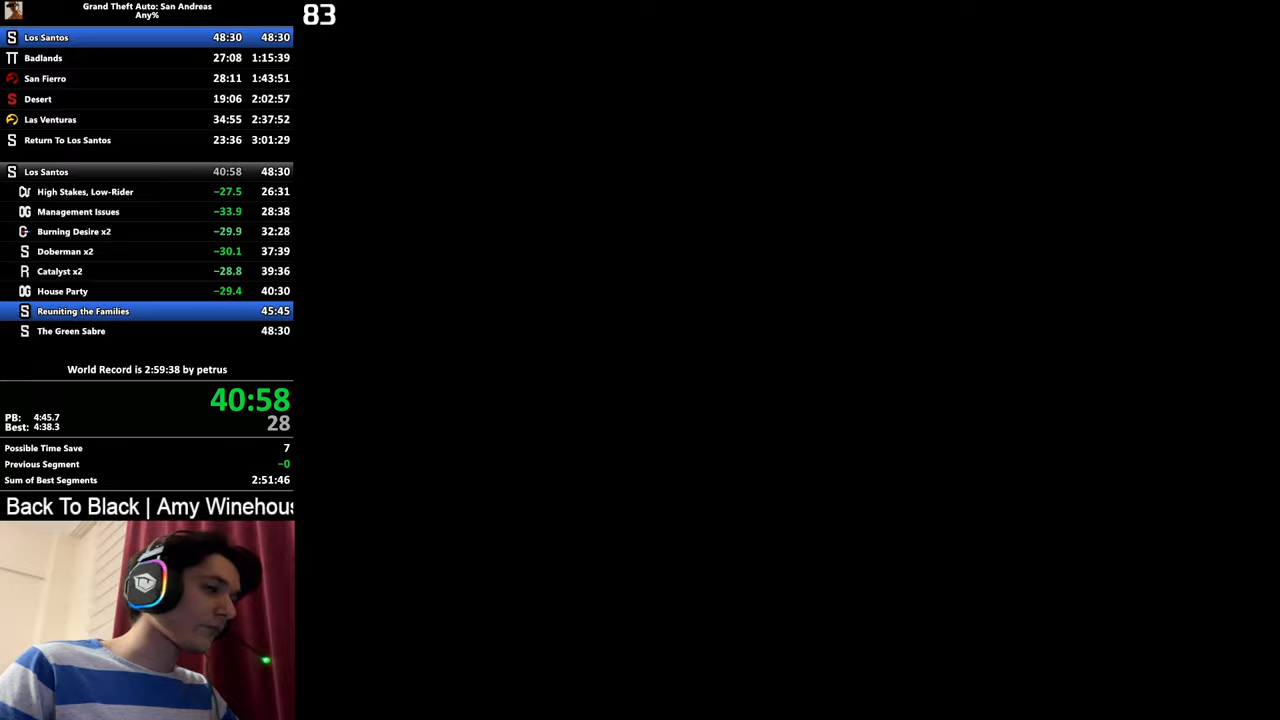 Grand Theft Auto: San Andreas
Any%
83
Los Santos 48:30 48:30
Badlands 27:08 1:15:39
San Fierro 28:11 1:43:51
Desert 19:06 2:02:57
Las Venturas 34:55 2:37:52
Return To Los Santos 23:36 3:01:29
Los Santos 40:58 48:30
High Stakes, Low-Rider −27.5 26:31
Management Issues −33.9 28:38
Burning Desire x2 −29.9 32:28
Doberman x2 −30.1 37:39
Catalyst x2 −28.8 39:36
House Party −29.4 40:30
Reuniting the Families 45:45
The Green Sabre 48:30
World Record is 2:59:38 by petrus
40:58
PB: 4:45.7
Best: 4:38.3
28
Possible Time Save 7
Previous Segment −0
Sum of Best Segments 2:51:46
Back To Black | Amy Winehous